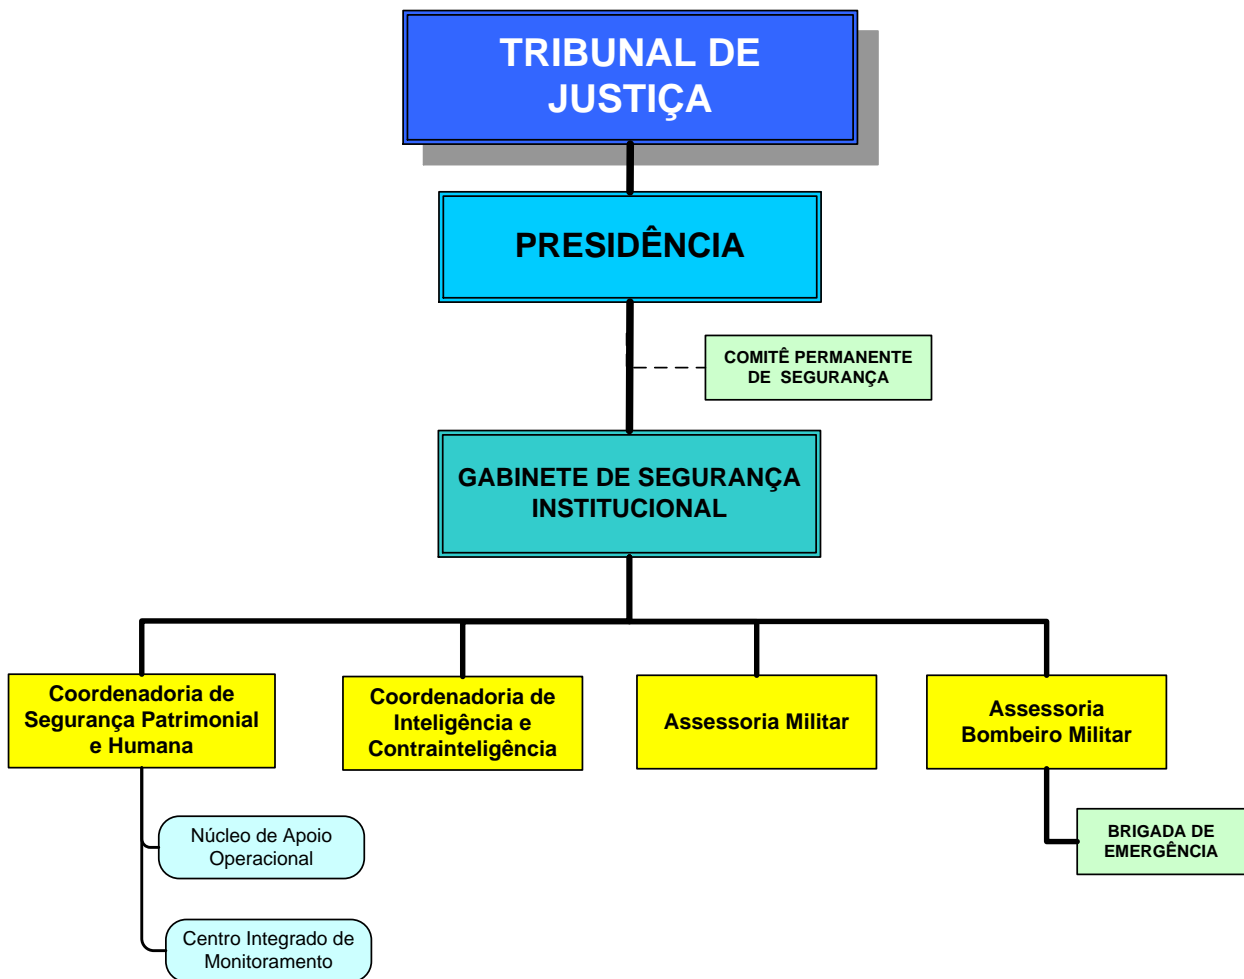 TRIBUNAL DE
JUSTIÇA
PRESIDÊNCIA
COMITÊ PERMANENTE
DE SEGURANÇA
GABINETE DE SEGURANÇA
INSTITUCIONAL
Coordenadoria de
Segurança Patrimonial
e Humana
Coordenadoria de
Inteligência e
Contrainteligência
Assessoria Militar
Assessoria
Bombeiro Militar
Núcleo de Apoio
Operacional
BRIGADA DE
EMERGÊNCIA
Centro Integrado de
Monitoramento